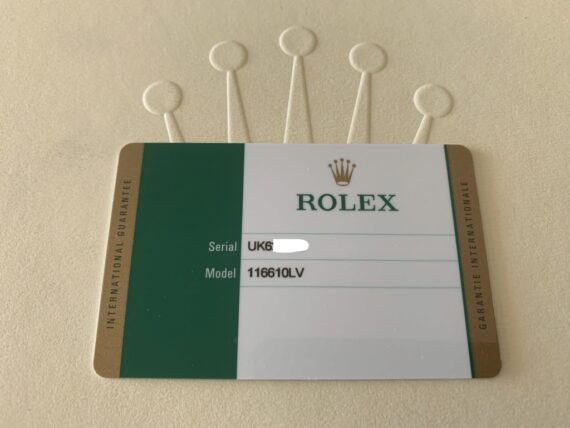 INTERNATIONAL GUARANTEE
ROLEX
Serial UK6
Model 116610LV
GARANTIE INTERNATIONALE